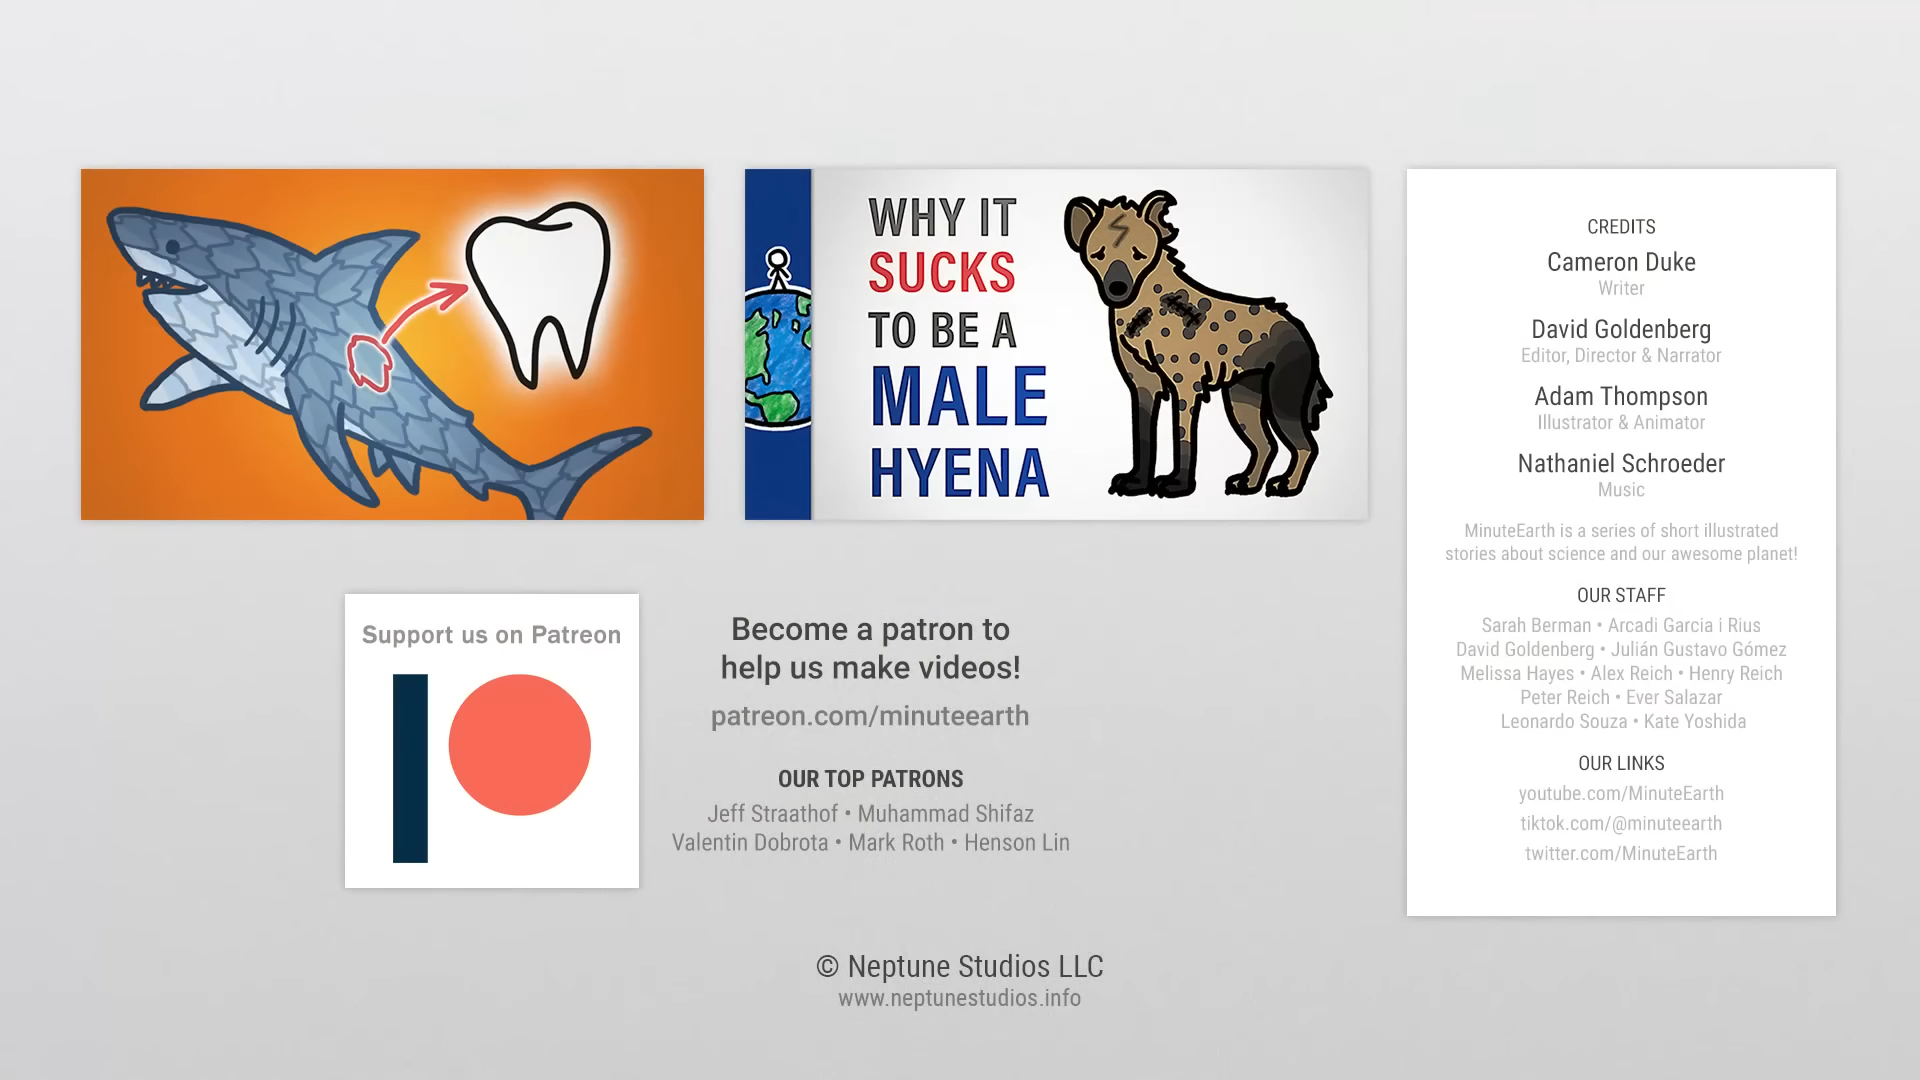 WHY IT
SUCKS
TO BE A
MALE
HYENA
CREDITS
Cameron Duke
Writer
David Goldenberg
Editor, Director & Narrator
Adam Thompson
Illustrator & Animator
Nathaniel Schroeder
Music
MinuteEarth is a series of short illustrated
stories about science and our awesome planet!
OUR STAFF
Sarah Berman • Arcadi Garcia i Rius
David Goldenberg • Julián Gustavo Gómez
Melissa Hayes • Alex Reich • Henry Reich
Peter Reich • Ever Salazar
Leonardo Souza • Kate Yoshida
OUR LINKS
youtube.com/MinuteEarth
tiktok.com/@minuteearth
twitter.com/MinuteEarth
Support us on Patreon
Become a patron to
help us make videos!
patreon.com/minuteearth
OUR TOP PATRONS
Jeff Straathof • Muhammad Shifaz
Valentin Dobrota • Mark Roth • Henson Lin
© Neptune Studios LLC
www.neptunestudios.info